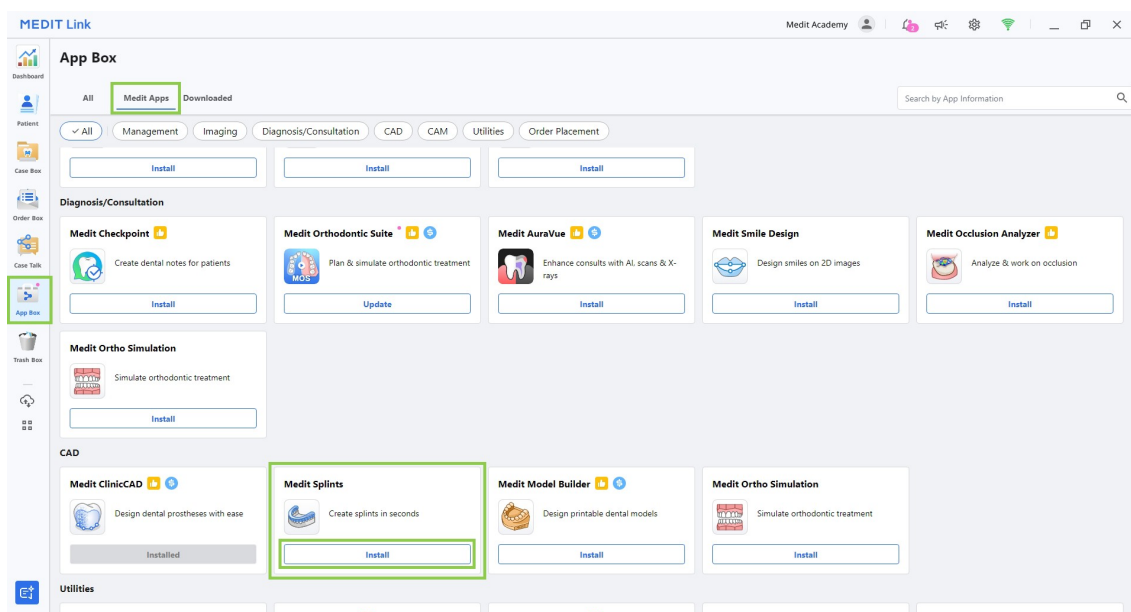 MEDIT Link
Medit Academy
Dashboard
Patient
Case Box
Order Box
Case Talk
App Box
Trash Box
App Box
All
Medit Apps
Downloaded
Search by App Information
All
Management
Imaging
Diagnosis/Consultation
CAD
CAM
Utilities
Order Placement
Install
Install
Install
Diagnosis/Consultation
Medit Checkpoint
Create dental notes for patients
Install
Medit Orthodontic Suite
MOS
Plan & simulate orthodontic treatment
Update
Medit AuraVue
Enhance consults with AI, scans & X-
rays
Install
Medit Smile Design
Design smiles on 2D images
Install
Medit Occlusion Analyzer
Analyze & work on occlusion
Install
Medit Ortho Simulation
Simulate orthodontic treatment
Install
CAD
Medit ClinicCAD
Design dental prostheses with ease
Installed
Medit Splints
Create splints in seconds
Install
Medit Model Builder
Design printable dental models
Install
Medit Ortho Simulation
Simulate orthodontic treatment
Install
Utilities